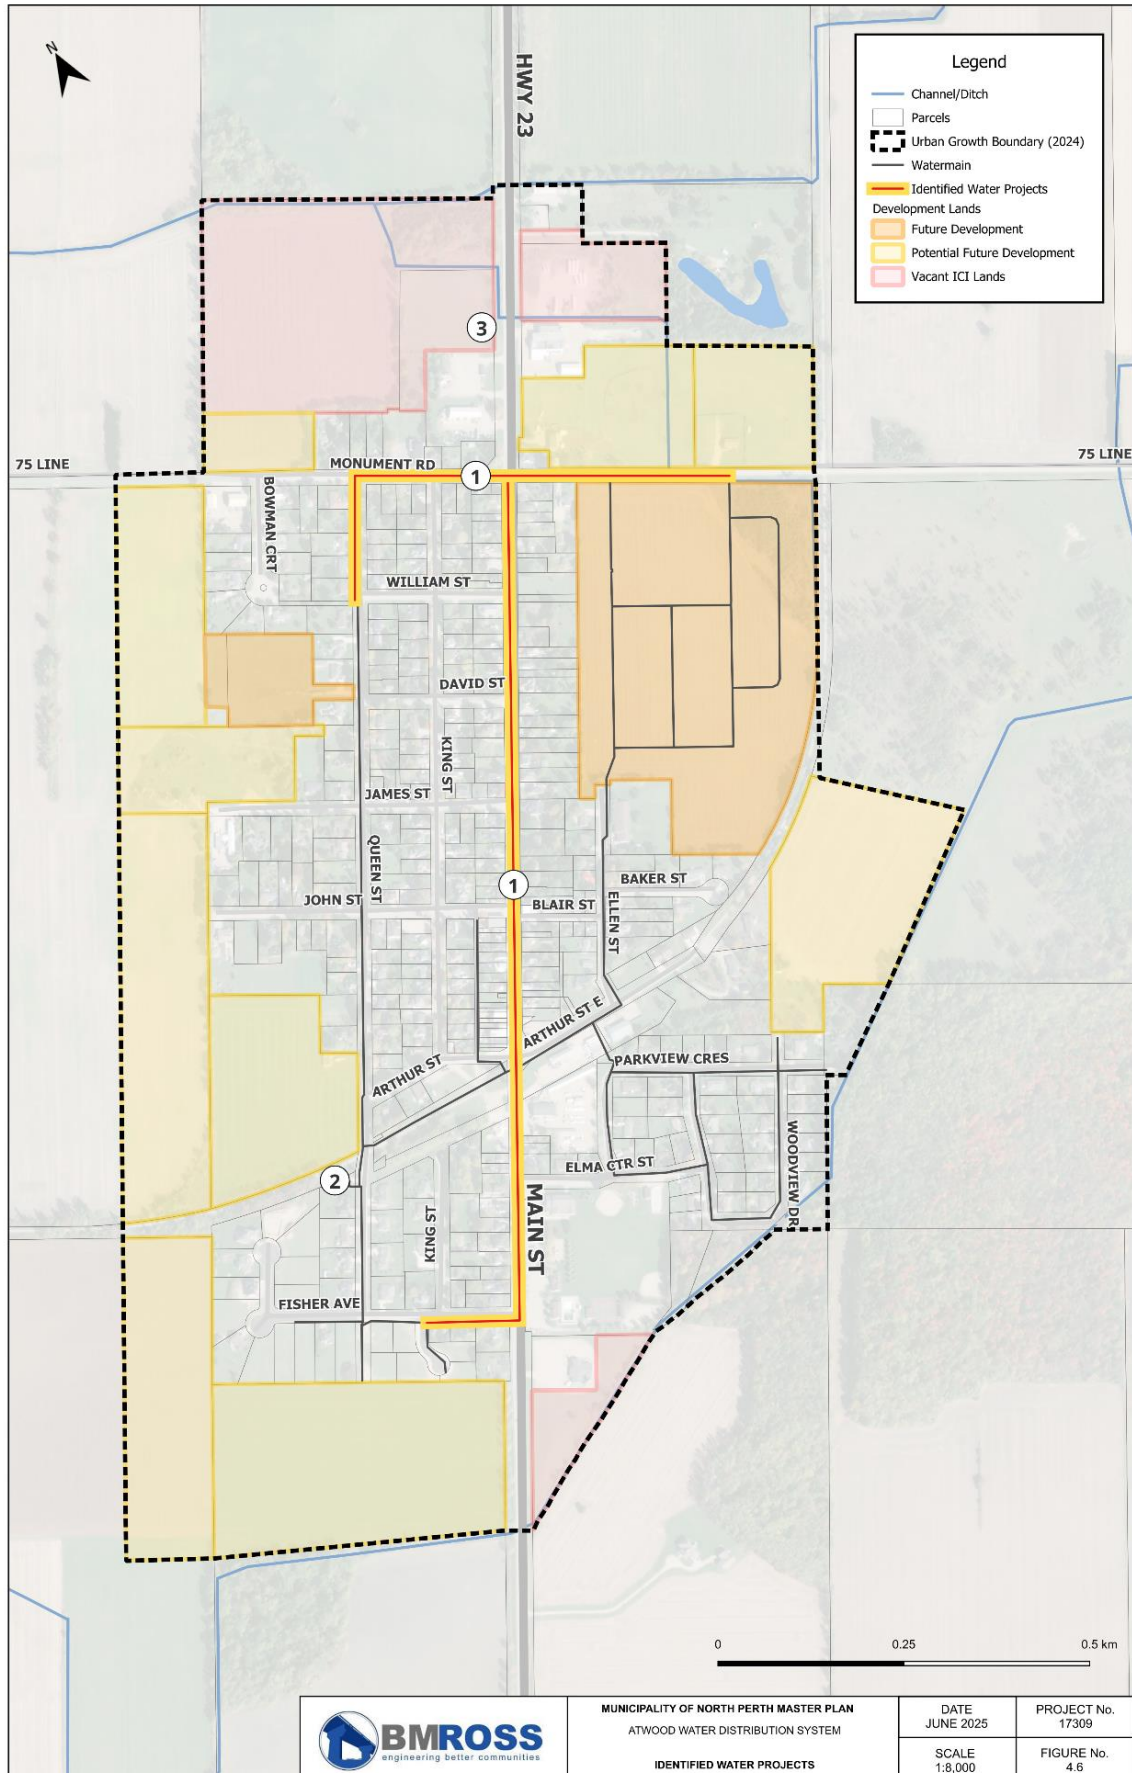 N
HWY 23
Legend
Channel/Ditch
Parcels
Urban Growth Boundary (2024)
Watermain
Identified Water Projects
Development Lands
Future Development
Potential Future Development
Vacant ICI Lands
3
75 LINE
MONUMENT RD
1
75 LINE
BOWMAN CRT
WILLIAM ST
DAVID ST
KING ST
JAMES ST
QUEEN ST
BAKER ST
1
JOHN ST
BLAIR ST
ELLEN ST
ARTHUR ST E
ARTHUR ST
PARKVIEW CRES
WOODVIEW DR
ELMA CTR ST
2
MAIN ST
KING ST
FISHER AVE
0 0.25 0.5 km
BMROSS
engineering better communities
MUNICIPALITY OF NORTH PERTH MASTER PLAN
ATWOOD WATER DISTRIBUTION SYSTEM
IDENTIFIED WATER PROJECTS
DATE
JUNE 2025
PROJECT No.
17309
SCALE
1:8,000
FIGURE No.
4.6